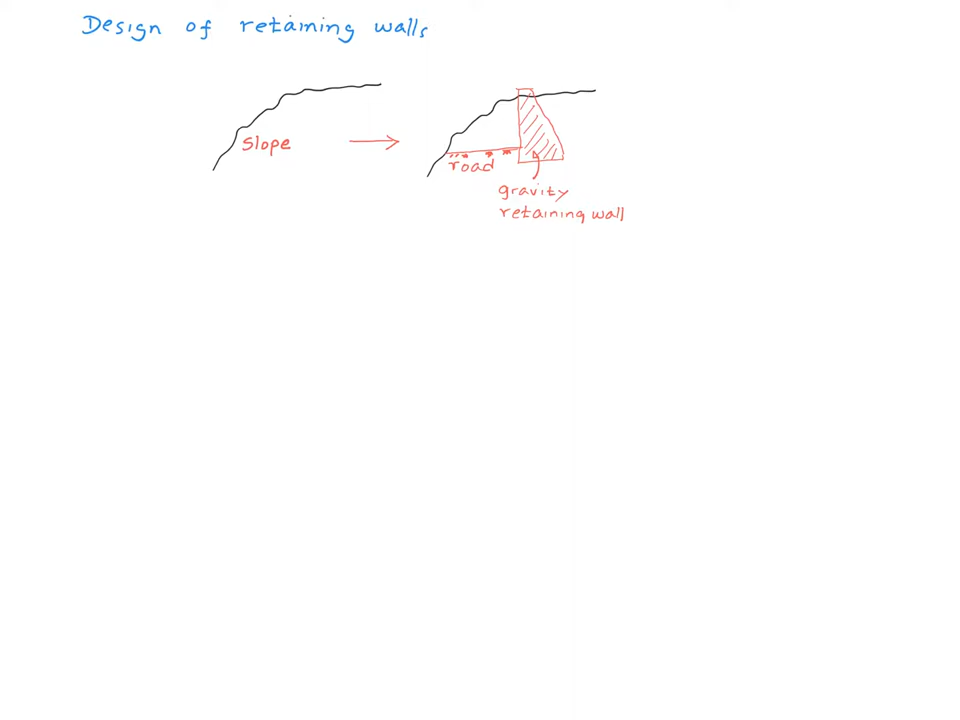 Design of retaining walls
slope
road
gravity
retaining wall